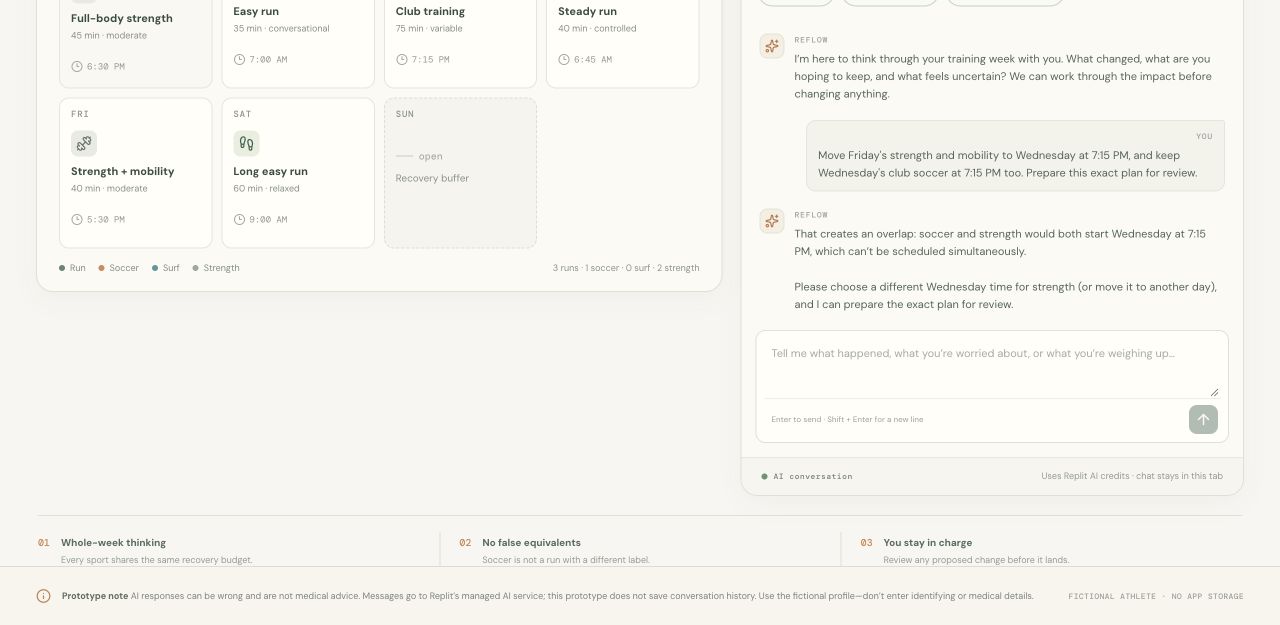 Full-body strength
45 min · moderate
6:30 PM
Easy run
35 min · conversational
7:00 AM
Club training
75 min · variable
7:15 PM
Steady run
40 min · controlled
6:45 AM
FRI
Strength + mobility
40 min · moderate
5:30 PM
SAT
Long easy run
60 min · relaxed
9:00 AM
SUN
open
Recovery buffer
Run
Soccer
Surf
Strength
3 runs · 1 soccer · 0 surf · 2 strength
REFLOW
I’m here to think through your training week with you. What changed, what are you
hoping to keep, and what feels uncertain? We can work through the impact before
changing anything.
YOU
Move Friday's strength and mobility to Wednesday at 7:15 PM, and keep
Wednesday's club soccer at 7:15 PM too. Prepare this exact plan for review.
REFLOW
That creates an overlap: soccer and strength would both start Wednesday at 7:15
PM, which can’t be scheduled simultaneously.
Please choose a different Wednesday time for strength (or move it to another day),
and I can prepare the exact plan for review.
Tell me what happened, what you’re worried about, or what you’re weighing up…
Enter to send · Shift + Enter for a new line
AI conversation
Uses Replit AI credits · chat stays in this tab
01 Whole-week thinking
Every sport shares the same recovery budget.
02 No false equivalents
Soccer is not a run with a different label.
03 You stay in charge
Review any proposed change before it lands.
Prototype note AI responses can be wrong and are not medical advice. Messages go to Replit’s managed AI service; this prototype does not save conversation history. Use the fictional profile—don’t enter identifying or medical details.
FICTIONAL ATHLETE · NO APP STORAGE